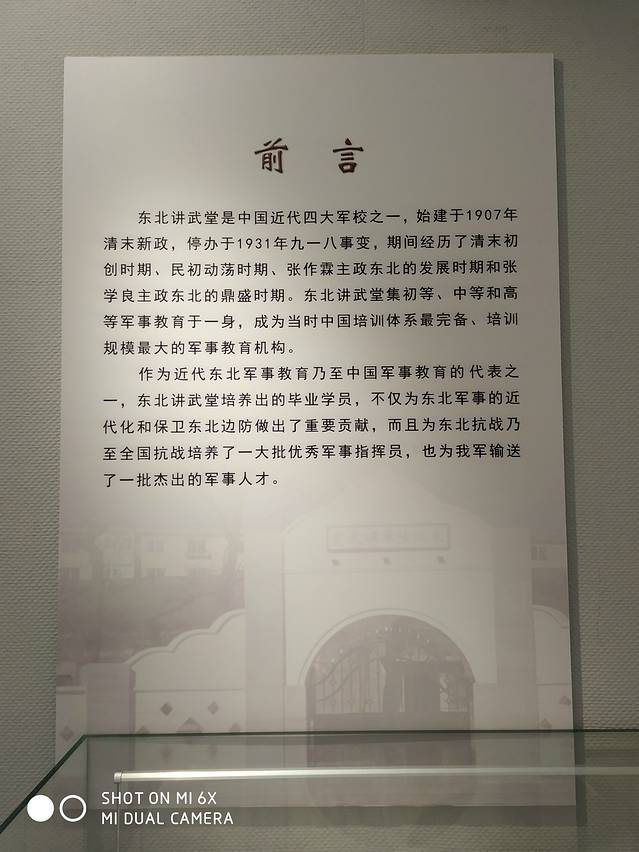 前 言
东北讲武堂是中国近代四大军校之一，始建于1907年
清末新政，停办于1931年九一八事变，期间经历了清末初
创时期、民初动荡时期、张作霖主政东北的发展时期和张
学良主政东北的鼎盛时期。东北讲武堂集初等、中等和高
等军事教育于一身，成为当时中国培训体系最完备、培训
规模最大的军事教育机构。
作为近代东北军事教育乃至中国军事教育的代表之
一，东北讲武堂培养出的毕业学员，不仅为东北军事的近
代化和保卫东北边防做出了重要贡献，而且为东北抗战乃
至全国抗战培养了一大批优秀军事指挥员，也为我军输送
了一批杰出的军事人才。
SHOT ON MI 6X
MI DUAL CAMERA